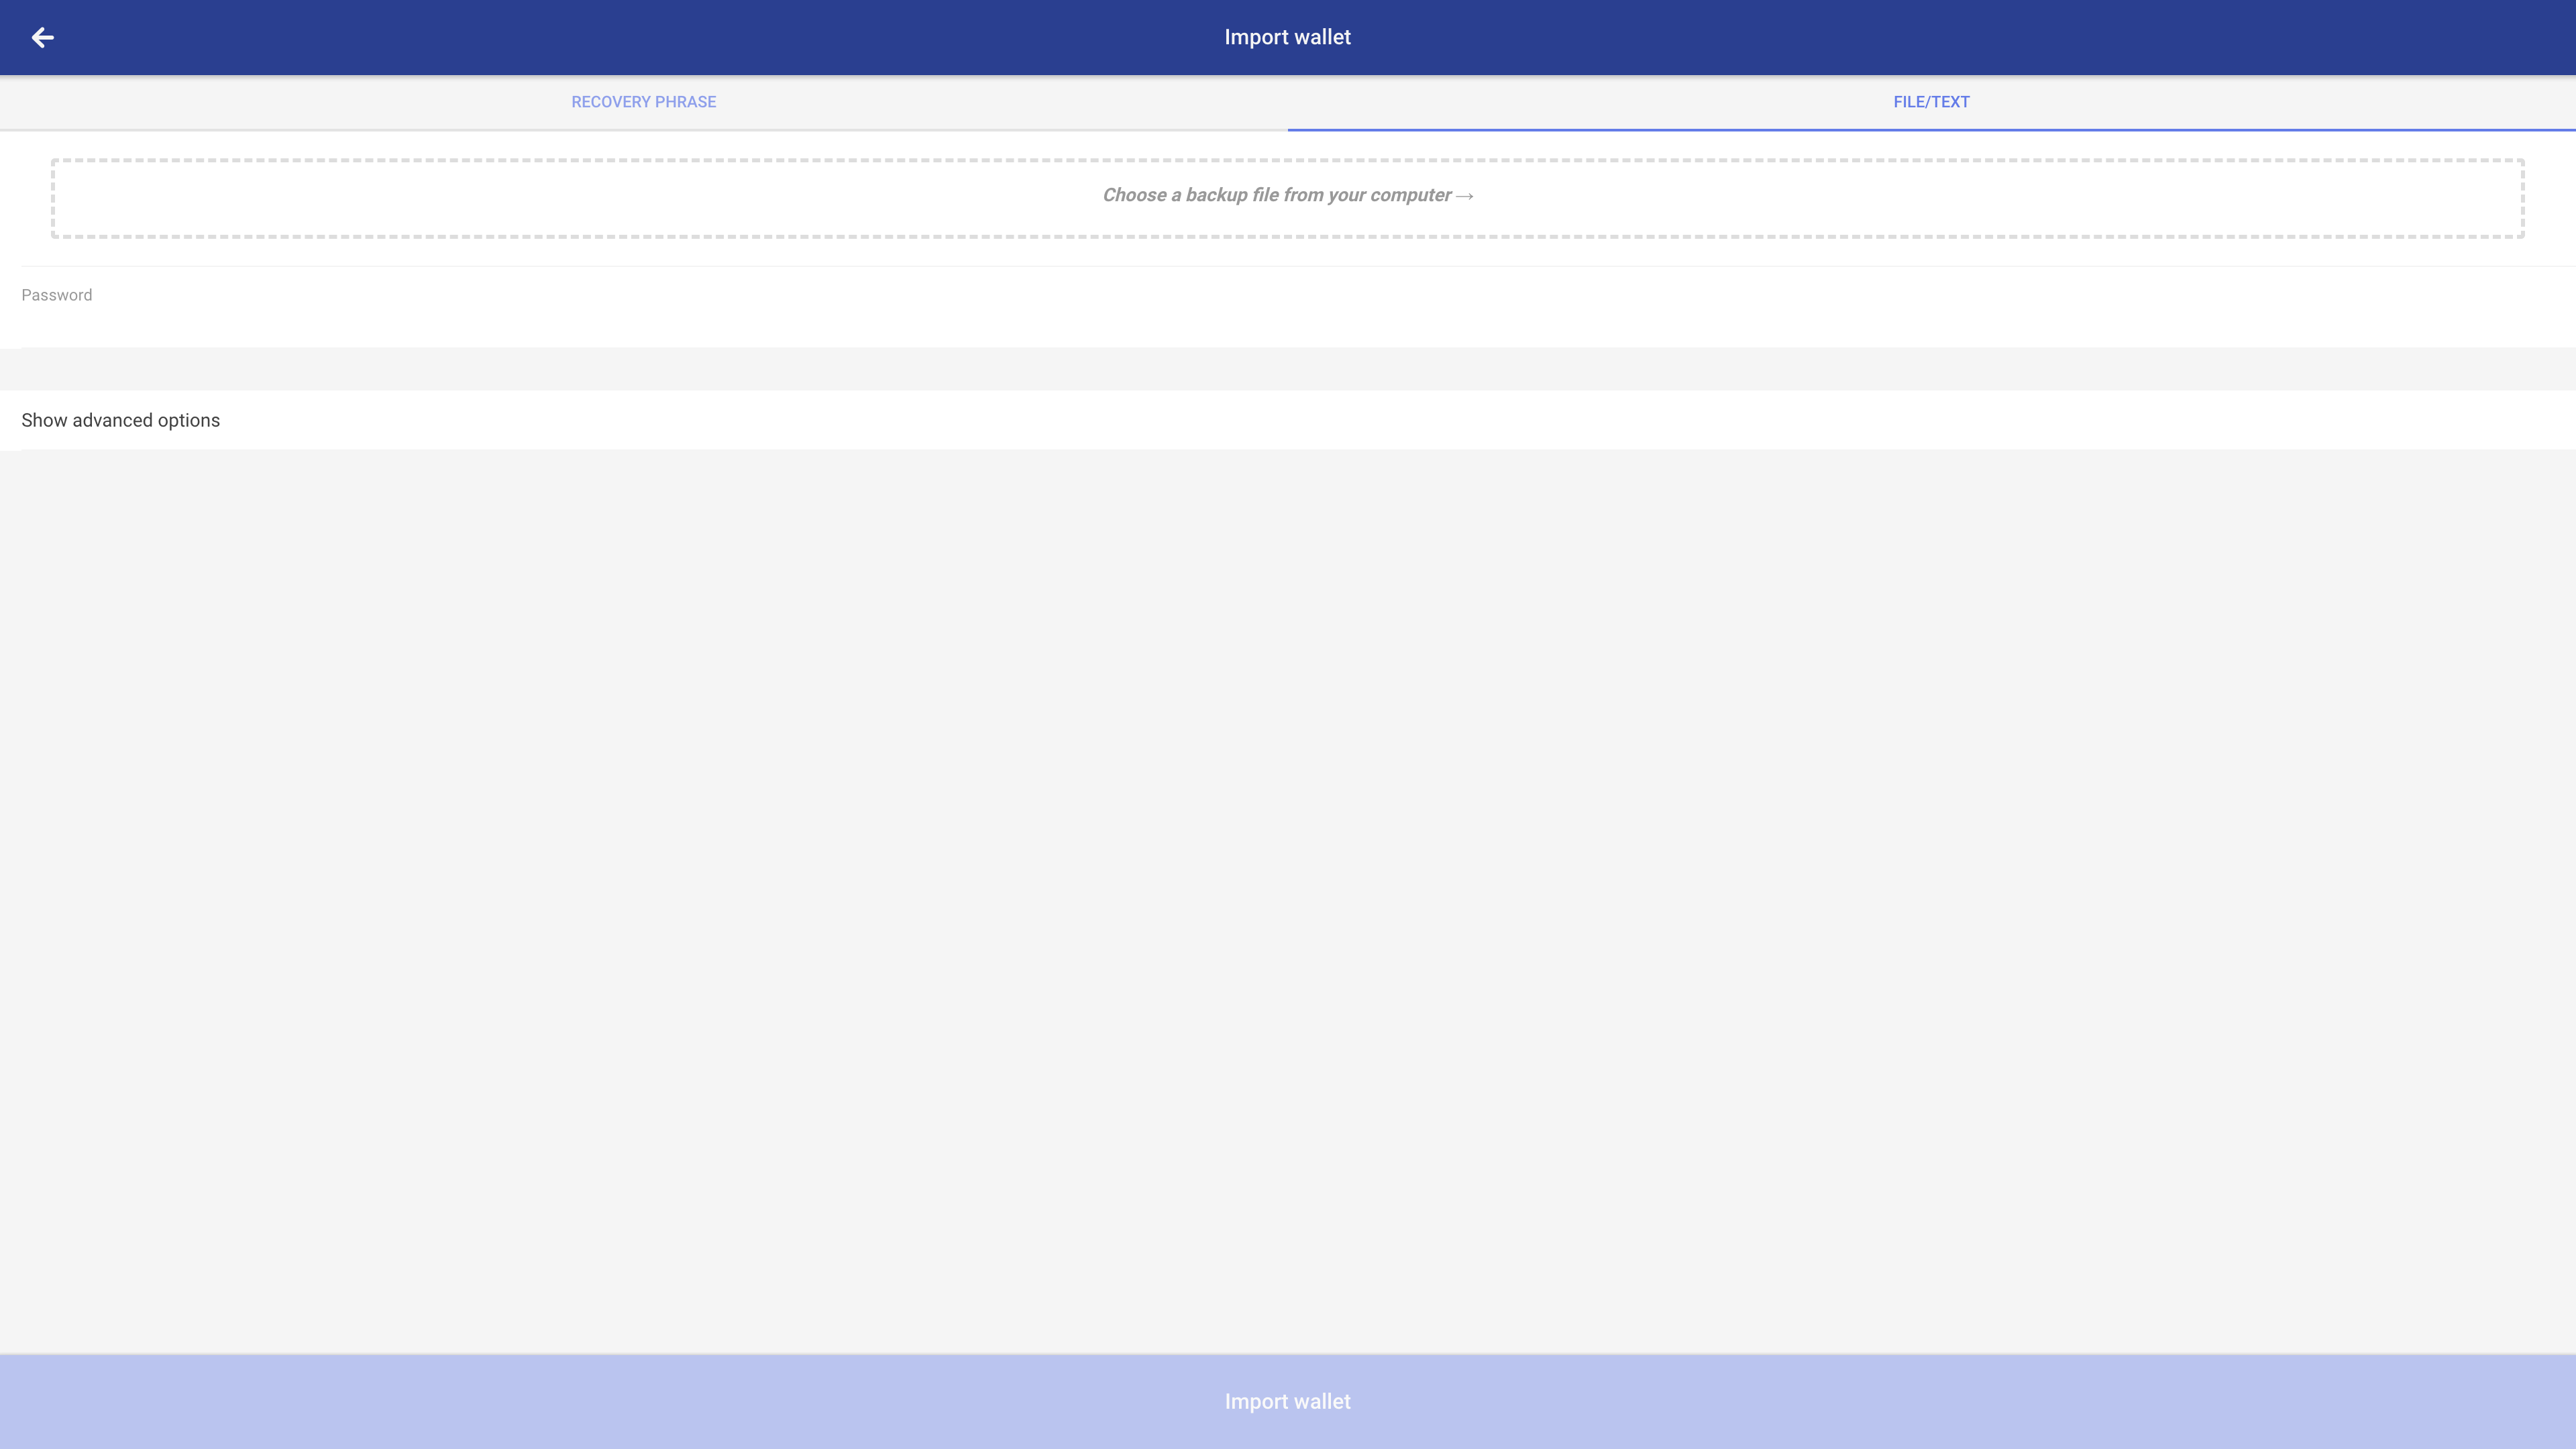 Import wallet
RECOVERY PHRASE
FILE/TEXT
Choose a backup file from your computer →
Password
Show advanced options
Import wallet